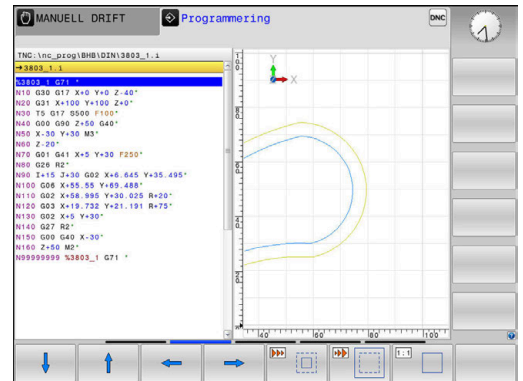 MANUELL DRIFT
Programmering
DNC
TNC:\nc_prog\BHB\DIN\3803_1.i
→3803_1.i
%3803_1 G71 *
N10 G30 G17 X+0 Y+0 Z-40*
N20 G31 X+100 Y+100 Z+0*
N30 T5 G17 S500 F100*
N40 G00 G90 Z+50 G40*
N50 X-30 Y+30 M3*
N60 Z-20*
N70 G01 G41 X+5 Y+30 F250*
N80 G26 R2*
N90 I+15 J+30 G02 X+6.645 Y+35.495*
N100 G06 X+55.55 Y+69.488*
N110 G02 X+58.995 Y+30.025 R+20*
N120 G03 X+19.732 Y+21.191 R+75*
N130 G02 X+5 Y+30*
N140 G27 R2*
N150 G00 G40 X-30*
N160 Z+50 M2*
N99999999 %3803_1 G71 *
Y
X
40 60 80 100
1:1